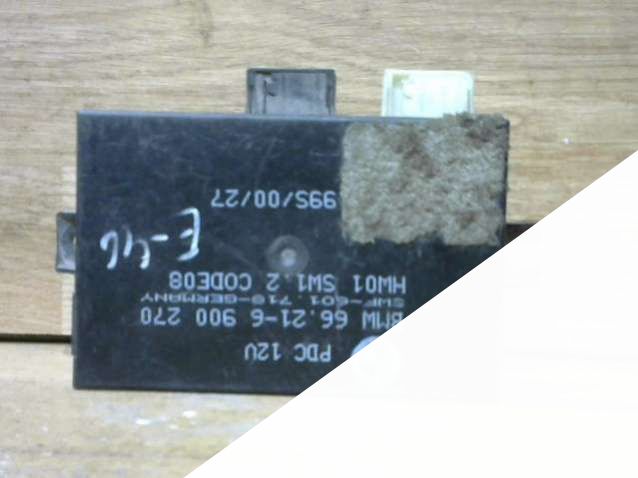 PDC 12V
BMW 66.21-6 900 270
SWF-601.718-GERMANY
HW01 SW1.2 CODE08
E-46
995/00/27